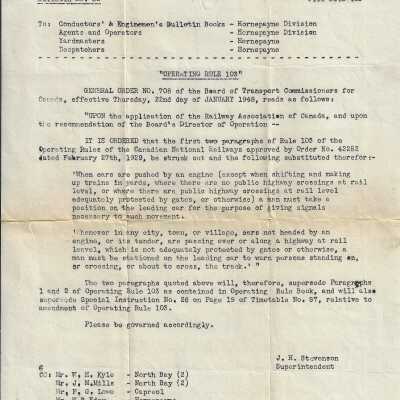 To: Conductors' & Enginemen's Bulletin Books - Hornepayne Division
Agents and Operators - Hornepayne Division
Yardmasters - Hornepayne
Despatchers - Hornepayne
"OPERATING RULE 103"
GENERAL ORDER NO. 708 of the Board of Transport Commissioners for
Canada, effective Thursday, 22nd day of JANUARY 1948, reads as follows:
"UPON the application of the Railway Association of Canada, and upon
the recommendation of the Board's Director of Operation --
IT IS ORDERED that the first two paragraphs of Rule 103 of the
Operating Rules of the Canadian National Railways approved by Order No. 42282
dated February 27th, 1929, be struck out and the following substituted therefor:-
'When cars are pushed by an engine (except when shifting and making
up trains in yards, where there are no public highway crossings at rail
level, or where there are public highway crossings at rail level
adequately protected by gates, or otherwise) a man must take a
position on the leading car for the purpose of giving signals
necessary to such movement.
'Whenever in any city, town, or village, cars not headed by an
engine, or its tender, are passing over or along a highway at rail
level, which is not adequately protected by gates or otherwise, a
man must be stationed on the leading car to warn persons standing on,
or crossing, or about to cross, the track.' "
The two paragraphs quoted above will, therefore, supersede Paragraphs
1 and 2 of Operating Rule 103 as contained in Operating Rule Book, and will also
supersede Special Instruction No. 26 on Page 19 of Timetable No. 87, relative to
amendment of Operating Rule 103.
Please be governed accordingly.
J. H. Stevenson
Superintendent
CC: Mr. W. E. Kyle - North Bay (2)
Mr. J. N. Mills - North Bay (2)
Mr. F. G. Lowe - Capreol